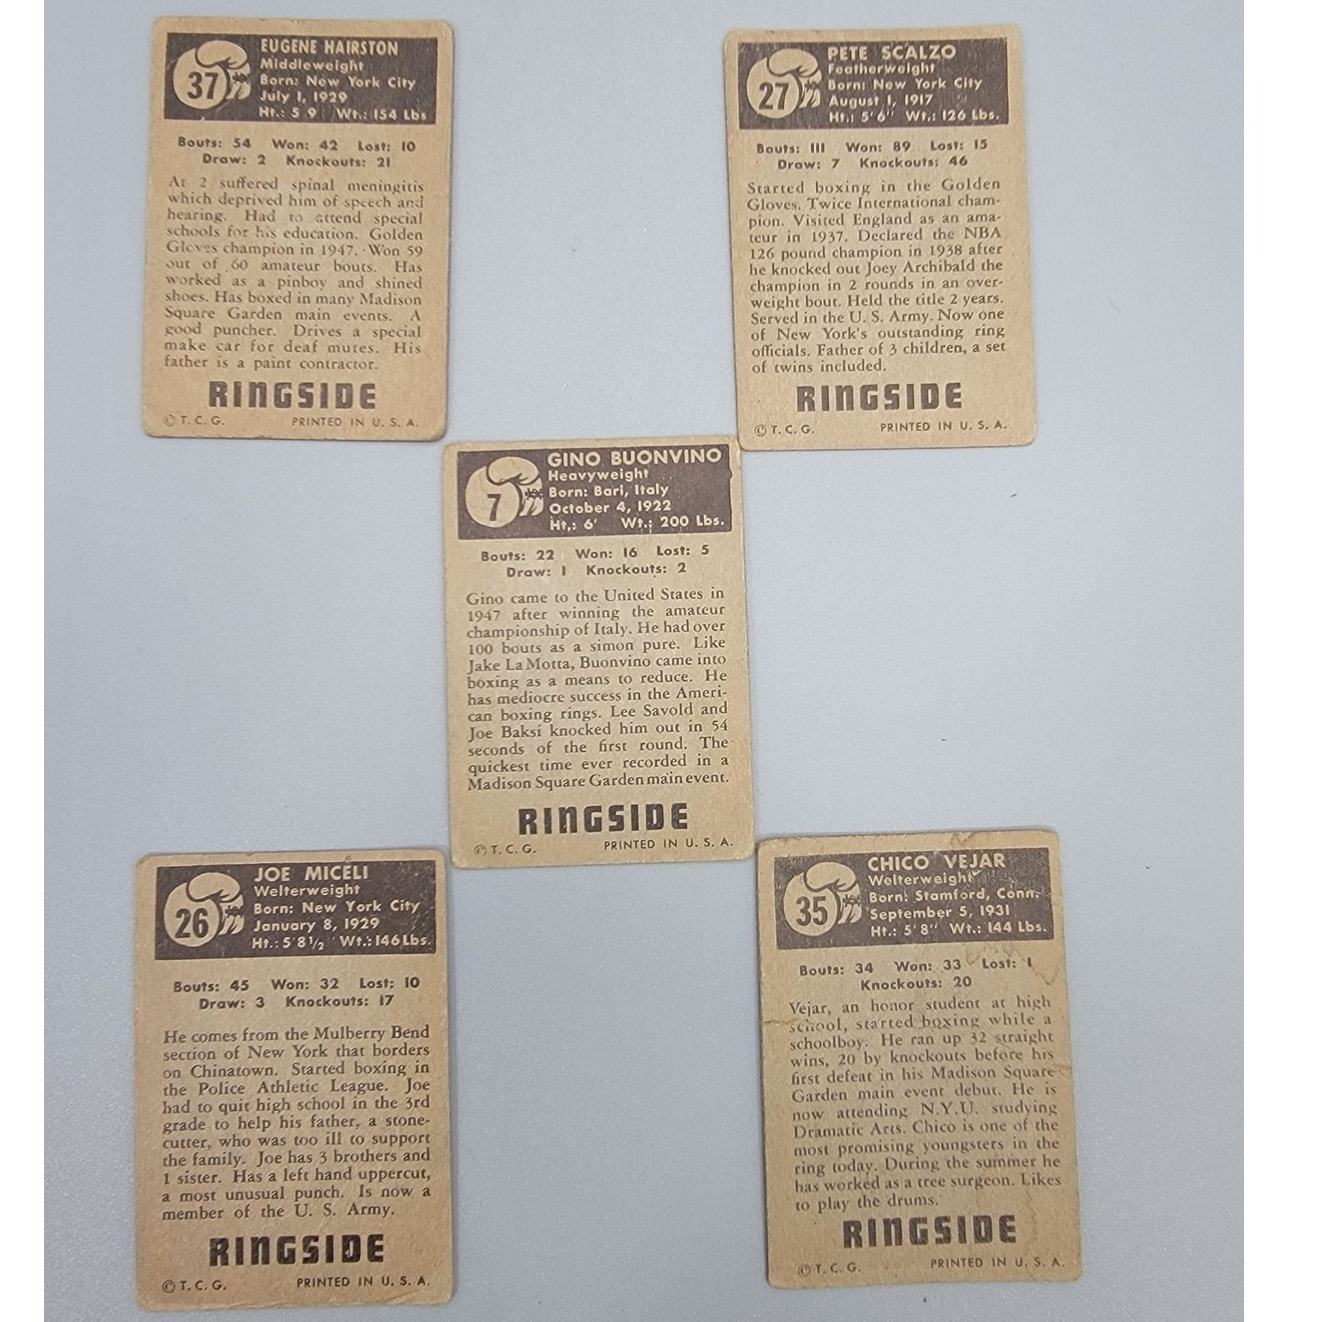 37
EUGENE HAIRSTON
Middleweight
Born: New York City
July 1, 1929
Ht.: 5 9 Wt.: 154 Lbs
Bouts: 54 Won: 42 Lost: 10
Draw: 2 Knockouts: 21
At 2 suffered spinal meningitis
which deprived him of speech and
hearing. Had to attend special
schools for his education. Golden
Gloves champion in 1947. Won 59
out of 60 amateur bouts. Has
worked as a pinboy and shined
shoes. Has boxed in many Madison
Square Garden main events. A
good puncher. Drives a special
make car for deaf mutes. His
father is a paint contractor.
RINGSIDE
© T. C. G. PRINTED IN U. S. A.
27
PETE SCALZO
Featherweight
Born: New York City
August 1, 1917
Ht.: 5'6" Wt.: 126 Lbs.
Bouts: 111 Won: 89 Lost: 15
Draw: 7 Knockouts: 46
Started boxing in the Golden
Gloves. Twice International cham-
pion. Visited England as an ama-
teur in 1937. Declared the NBA
126 pound champion in 1938 after
he knocked out Joey Archibald the
champion in 2 rounds in an over-
weight bout. Held the title 2 years.
Served in the U. S. Army. Now one
of New York's outstanding ring
officials. Father of 3 children, a set
of twins included.
RINGSIDE
© T. C. G. PRINTED IN U. S. A.
7
GINO BUONVINO
Heavyweight
Born: Bari, Italy
October 4, 1922
Ht.: 6' Wt.: 200 Lbs.
Bouts: 22 Won: 16 Lost: 5
Draw: 1 Knockouts: 2
Gino came to the United States in
1947 after winning the amateur
championship of Italy. He had over
100 bouts as a simon pure. Like
Jake LaMotta, Buonvino came into
boxing as a means to reduce. He
has mediocre success in the Ameri-
can boxing rings. Lee Savold and
Joe Baksi knocked him out in 54
seconds of the first round. The
quickest time ever recorded in a
Madison Square Garden main event.
RINGSIDE
© T. C. G. PRINTED IN U. S. A.
26
JOE MICELI
Welterweight
Born: New York City
January 8, 1929
Ht.: 5'8½ Wt.: 146 Lbs.
Bouts: 45 Won: 32 Lost: 10
Draw: 3 Knockouts: 17
He comes from the Mulberry Bend
section of New York that borders
on Chinatown. Started boxing in
the Police Athletic League. Joe
had to quit high school in the 3rd
grade to help his father, a stone-
cutter, who was too ill to support
the family. Joe has 3 brothers and
1 sister. Has a left hand uppercut,
a most unusual punch. Is now a
member of the U. S. Army.
RINGSIDE
© T. C. G. PRINTED IN U. S. A.
35
CHICO VEJAR
Welterweight
Born: Stamford, Conn.
September 5, 1931
Ht.: 5'8" Wt.: 144 Lbs.
Bouts: 34 Won: 33 Lost: 1
Knockouts: 20
Vejar, an honor student at high
school, started boxing while a
schoolboy. He ran up 32 straight
wins, 20 by knockouts before his
first defeat in his Madison Square
Garden main event debut. He is
now attending N.Y.U. studying
Dramatic Arts. Chico is one of the
most promising youngsters in the
ring today. During the summer he
has worked as a tree surgeon. Likes
to play the drums.
RINGSIDE
© T. C. G. PRINTED IN U. S. A.